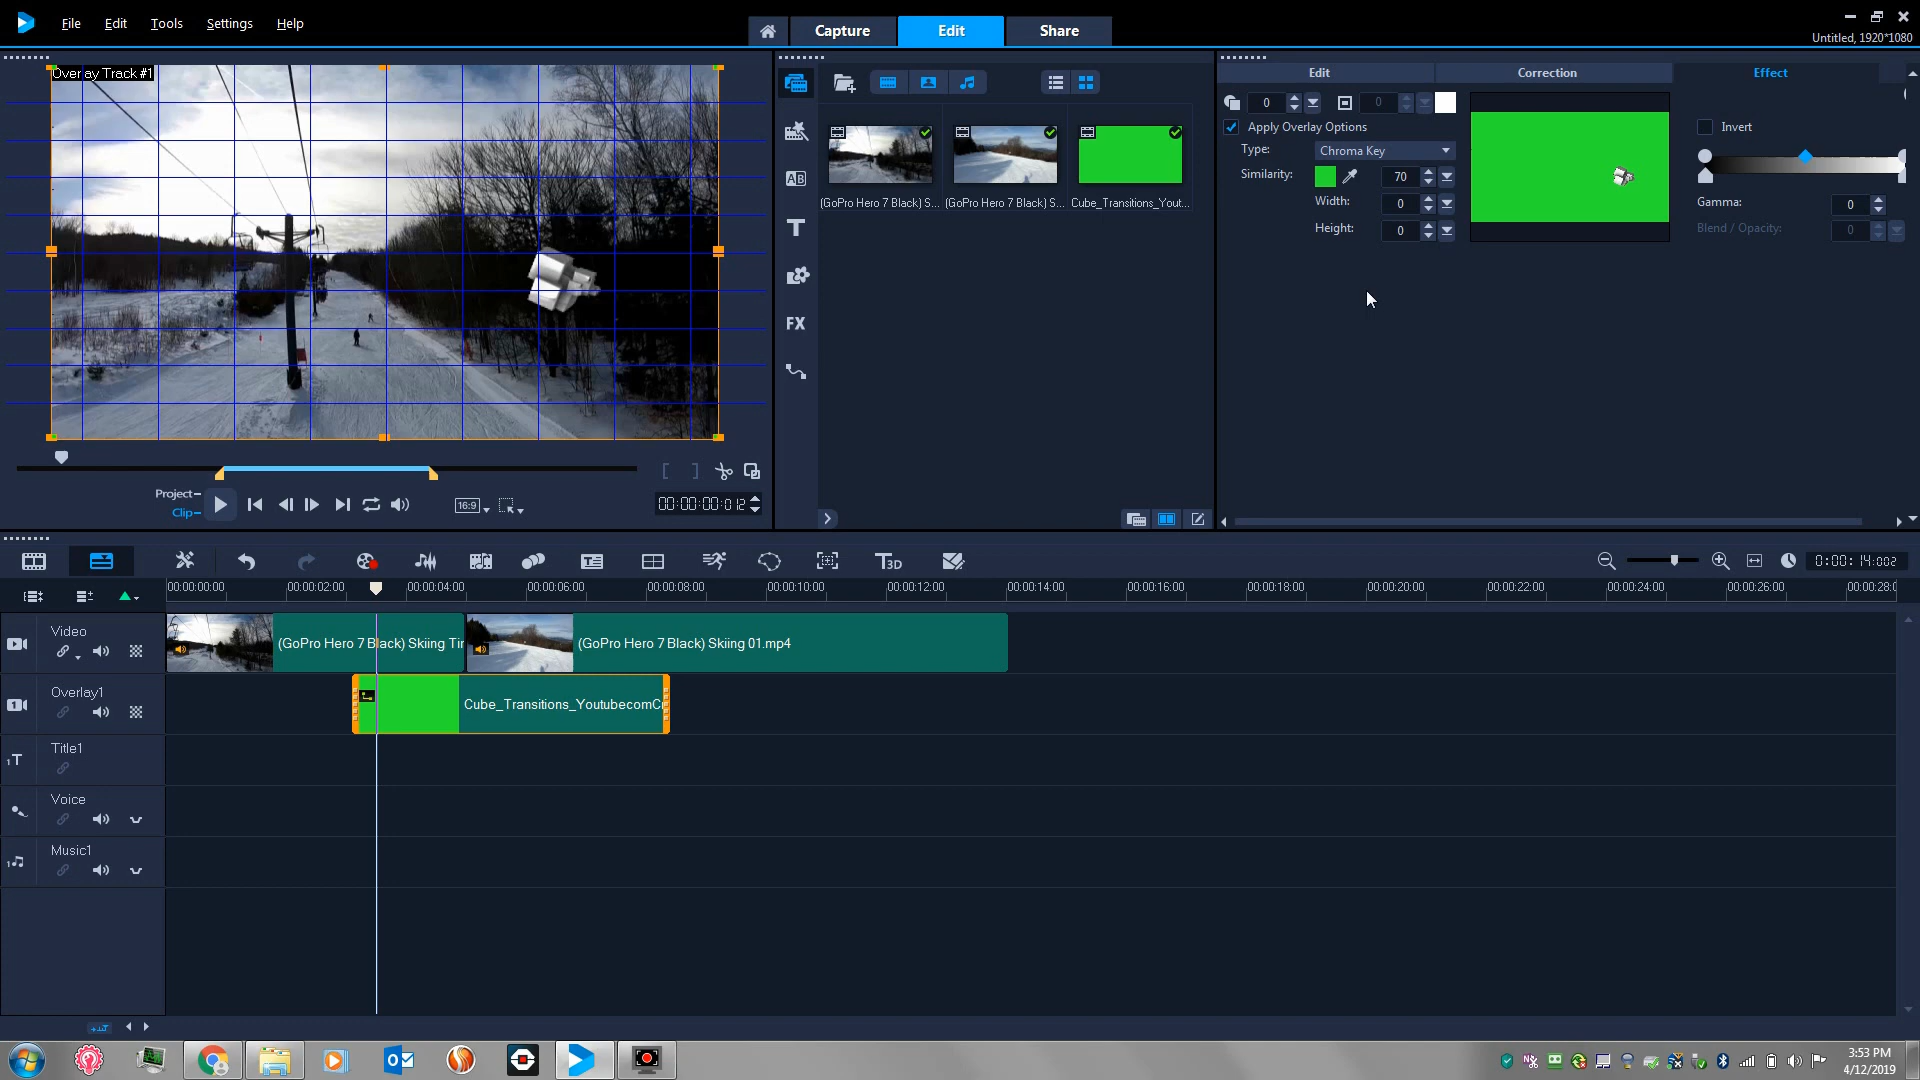 File Edit Tools Settings Help
Capture Edit Share
Untitled, 1920*1080
Overlay Track #1
Edit Correction Effect
0 0
Apply Overlay Options
Type: Chroma Key
Similarity: 70
Width: 0
Height: 0
Invert
Gamma: 0
Blend / Opacity: 0
(GoPro Hero 7 Black) S... (GoPro Hero 7 Black) S... Cube_Transitions_Yout...
AB
T
FX
Project
Clip
16:9
00:00:00:012
T3D
0:00:14:002
00:00:00:00 00:00:02:00 00:00:04:00 00:00:06:00 00:00:08:00 00:00:10:00 00:00:12:00 00:00:14:00 00:00:16:00 00:00:18:00 00:00:20:00 00:00:22:00 00:00:24:00 00:00:26:00 00:00:28:0
Video
(GoPro Hero 7 Black) Skiing Tir
(GoPro Hero 7 Black) Skiing 01.mp4
Overlay1
Cube_Transitions_YoutubecomC
Title1
Voice
Music1
3:53 PM
4/12/2019